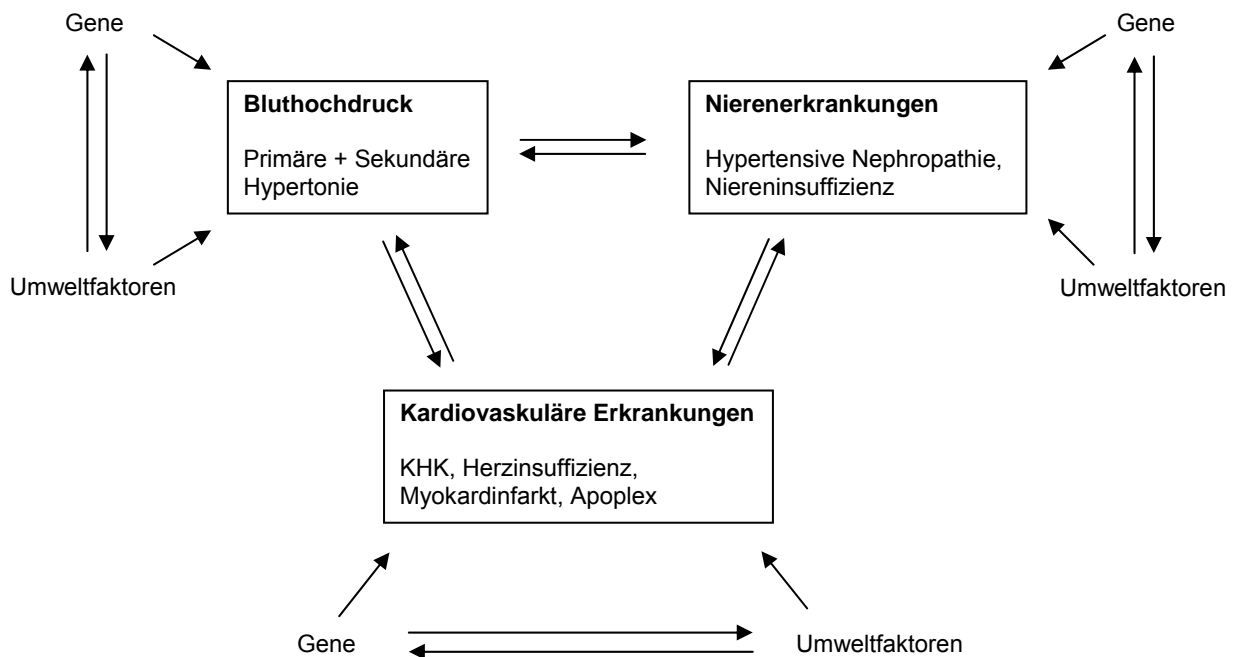 Gene
Gene
Bluthochdruck
Primäre + Sekundäre
Hypertonie
Nierenerkrankungen
Hypertensive Nephropathie,
Niereninsuffizienz
Umweltfaktoren
Umweltfaktoren
Kardiovaskuläre Erkrankungen
KHK, Herzinsuffizienz,
Myokardinfarkt, Apoplex
Gene
Umweltfaktoren